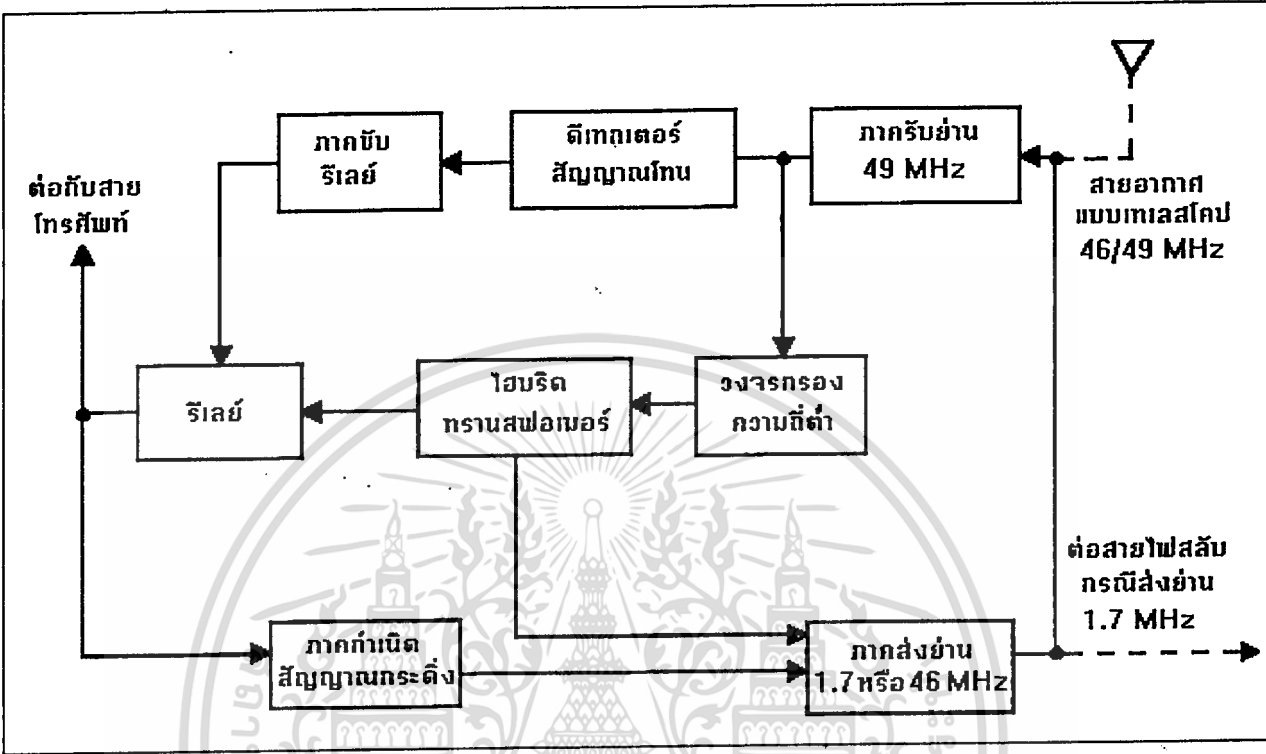 ภาคขับ
รีเลย์
ดีเทคเตอร์
สัญญาณโทน
ภาครับย่าน
49 MHz
ต่อกับสาย
โทรศัพท์
สายอากาศ
แบบเทเลสโคป
46/49 MHz
รีเลย์
ไฮบริด
ทรานสฟอเมอร์
วงจรกรอง
ความถี่ต่ำ
ต่อสายไฟสลับ
กรณีส่งย่าน
1.7 MHz
ภาคกำเนิด
สัญญาณกระดิ่ง
ภาคส่งย่าน
1.7หรือ46 MHz